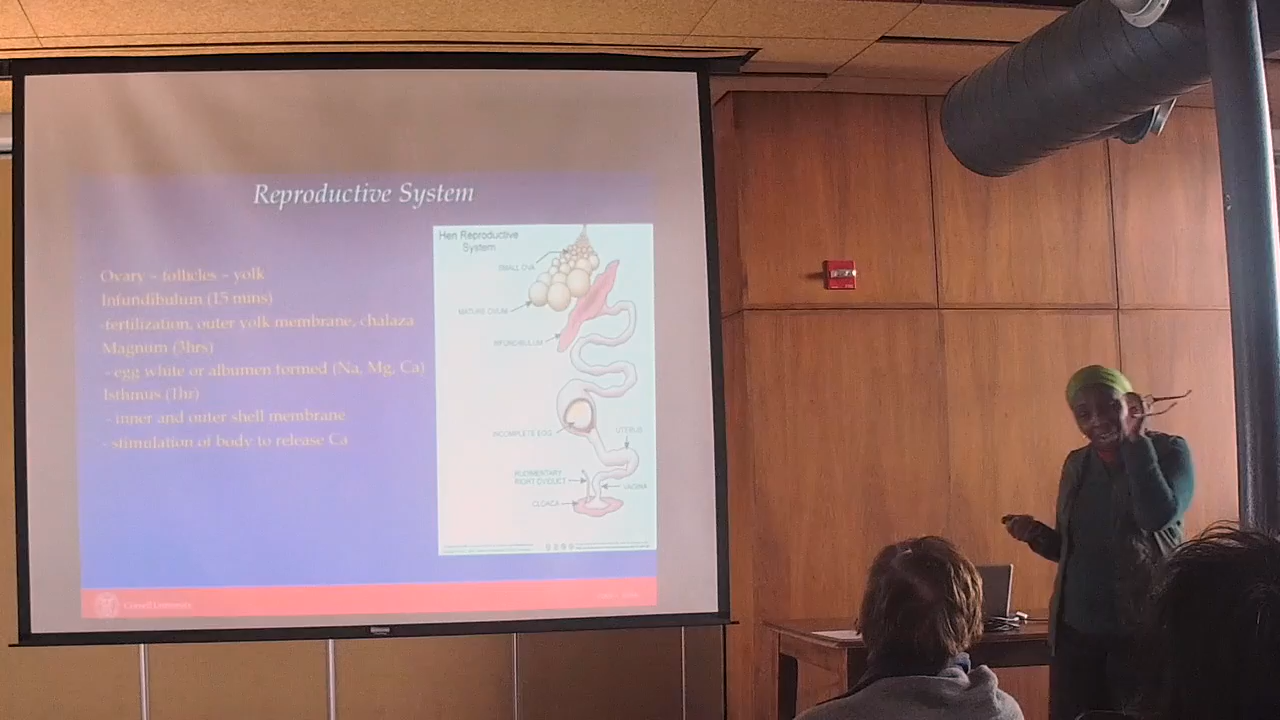 Reproductive System
Ovary – follicles – yolk
Infundibulum (15 mins)
-fertilization, outer yolk membrane, chalaza
Magnum (3hrs)
- egg white or albumen formed (Na, Mg, Ca)
Isthmus (1hr)
- inner and outer shell membrane
- stimulation of body to release Ca
Hen Reproductive
System
SMALL OVA
MATURE OVUM
INFUNDIBULUM
INCOMPLETE EGG
UTERUS
RUDIMENTARY
RIGHT OVIDUCT
VAGINA
CLOACA
Cornell University